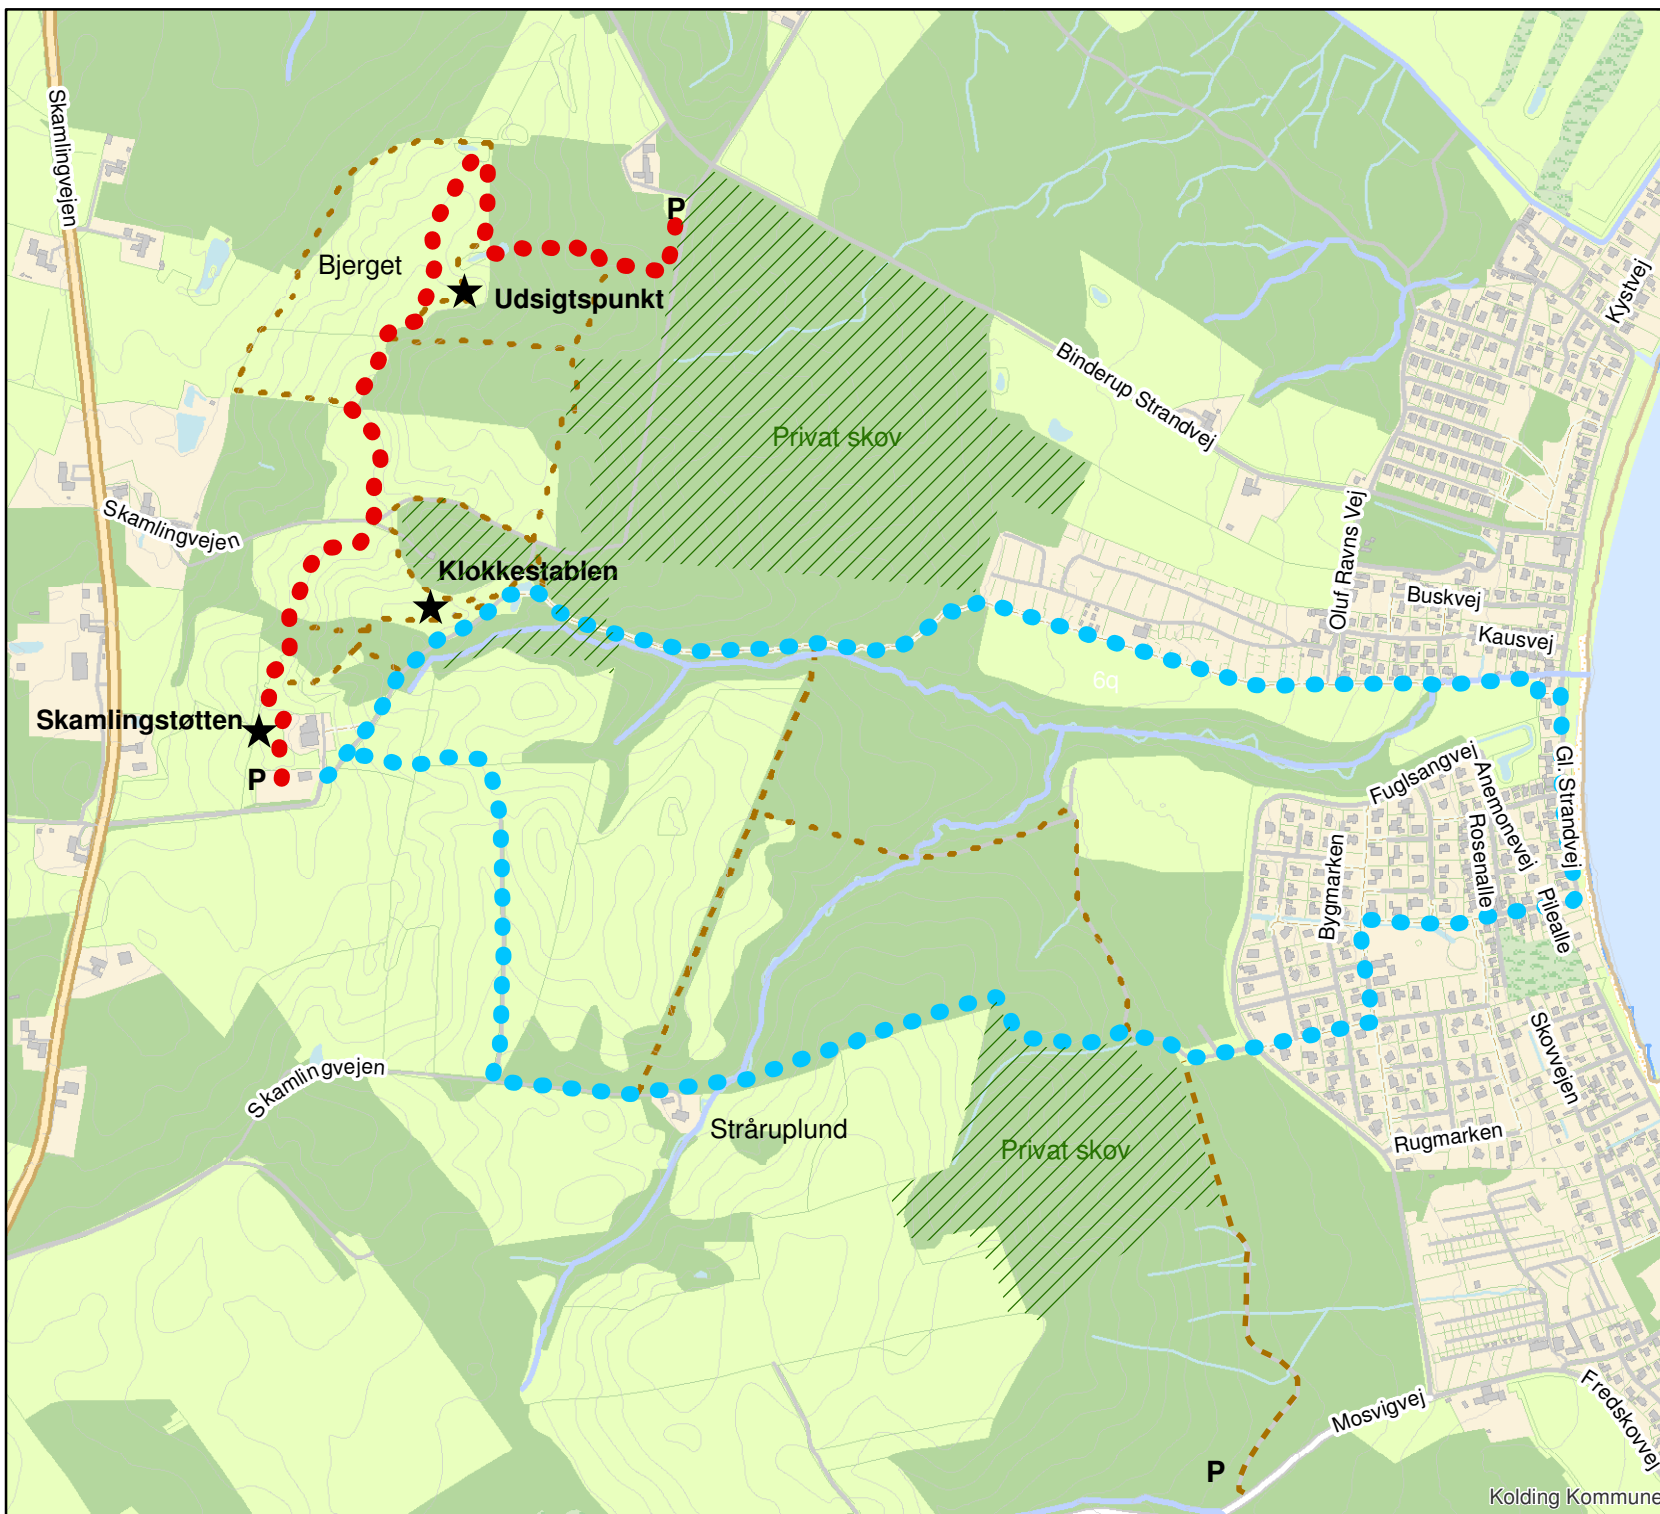 Skamlingvejen
P
Bjerget
Udsigtspunkt
Kystvej
Binderup Strandvej
Privat skov
Skamlingvejen
Oluf Ravns Vej
Klokkestablen
Buskvej
Kausvej
6q
Skamlingstøtten
P
Fuglsangvej
Anemonevej
Gl. Strandvej
Rosenalle
Bygmarken
Pilealle
Skovvejen
Skamlingvejen
Stråruplund
Privat skov
Rugmarken
Mosvigvej
Fredskovvej
P
Kolding Kommune